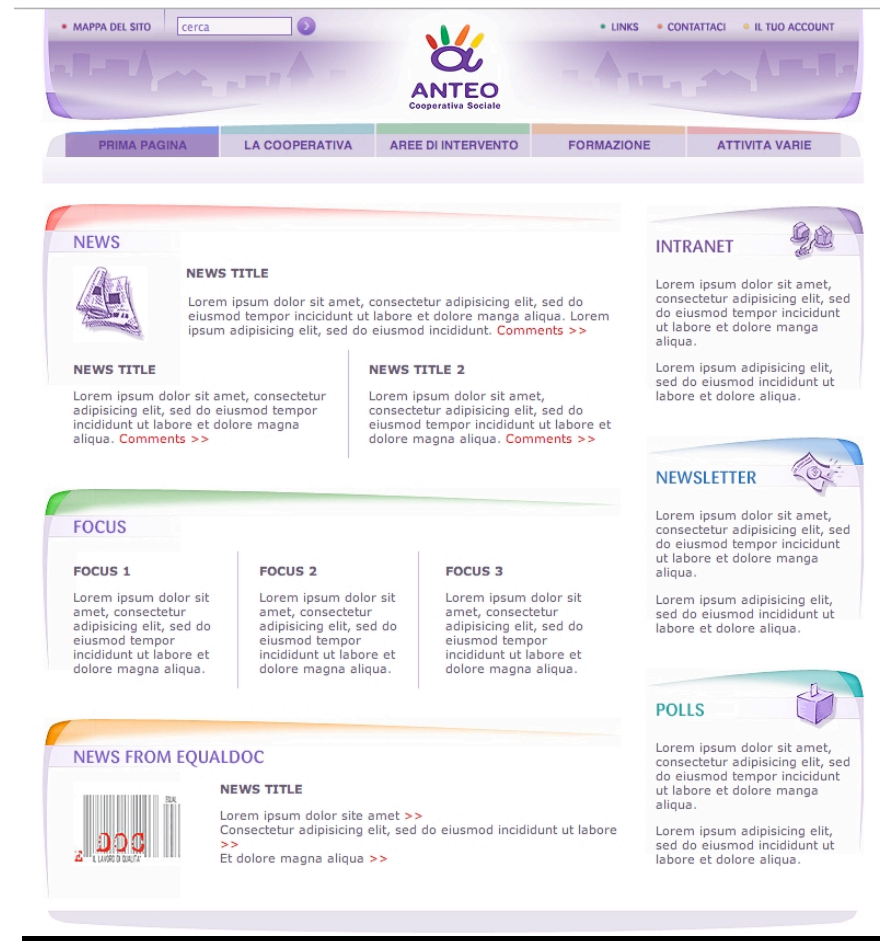 MAPPA DEL SITO
cerca
LINKS
CONTATTACI
IL TUO ACCOUNT
ANTEO
Cooperativa Sociale
PRIMA PAGINA
LA COOPERATIVA
AREE DI INTERVENTO
FORMAZIONE
ATTIVITA VARIE
NEWS
NEWS TITLE
Lorem ipsum dolor sit amet, consectetur adipisicing elit, sed do
eiusmod tempor incicidunt ut labore et dolore manga aliqua. Lorem
ipsum adipisicing elit, sed do eiusmod incididunt. Comments >>
NEWS TITLE
Lorem ipsum dolor sit amet, consectetur
adipisicing elit, sed do eiusmod tempor
incididunt ut labore et dolore magna
aliqua. Comments >>
NEWS TITLE 2
Lorem ipsum dolor sit amet,
consectetur adipisicing elit, sed do
eiusmod tempor incididunt ut labore et
dolore magna aliqua. Comments >>
FOCUS
FOCUS 1
Lorem ipsum dolor sit
amet, consectetur
adipisicing elit, sed do
eiusmod tempor
incididunt ut labore et
dolore magna aliqua.
FOCUS 2
Lorem ipsum dolor sit
amet, consectetur
adipisicing elit, sed do
eiusmod tempor
incididunt ut labore et
dolore magna aliqua.
FOCUS 3
Lorem ipsum dolor sit
amet, consectetur
adipisicing elit, sed do
eiusmod tempor
incididunt ut labore et
dolore magna aliqua.
NEWS FROM EQUALDOC
EQUAL
DOC
IL LAVORO DI QUALITA'
NEWS TITLE
Lorem ipsum dolor site amet >>
Consectetur adipisicing elit, sed do eiusmod incididunt ut labore
>>
Et dolore magna aliqua >>
INTRANET
Lorem ipsum dolor sit amet,
consectetur adipisicing elit, sed
do eiusmod tempor incididunt
ut labore et dolore manga
aliqua.
Lorem ipsum adipisicing elit,
sed do eiusmod incididunt ut
labore et dolore aliqua.
NEWSLETTER
Lorem ipsum dolor sit amet,
consectetur adipisicing elit, sed
do eiusmod tempor incididunt
ut labore et dolore manga
aliqua.
Lorem ipsum adipisicing elit,
sed do eiusmod incididunt ut
labore et dolore aliqua.
POLLS
Lorem ipsum dolor sit amet,
consectetur adipisicing elit, sed
do eiusmod tempor incididunt
ut labore et dolore manga
aliqua.
Lorem ipsum adipisicing elit,
sed do eiusmod incididunt ut
labore et dolore aliqua.